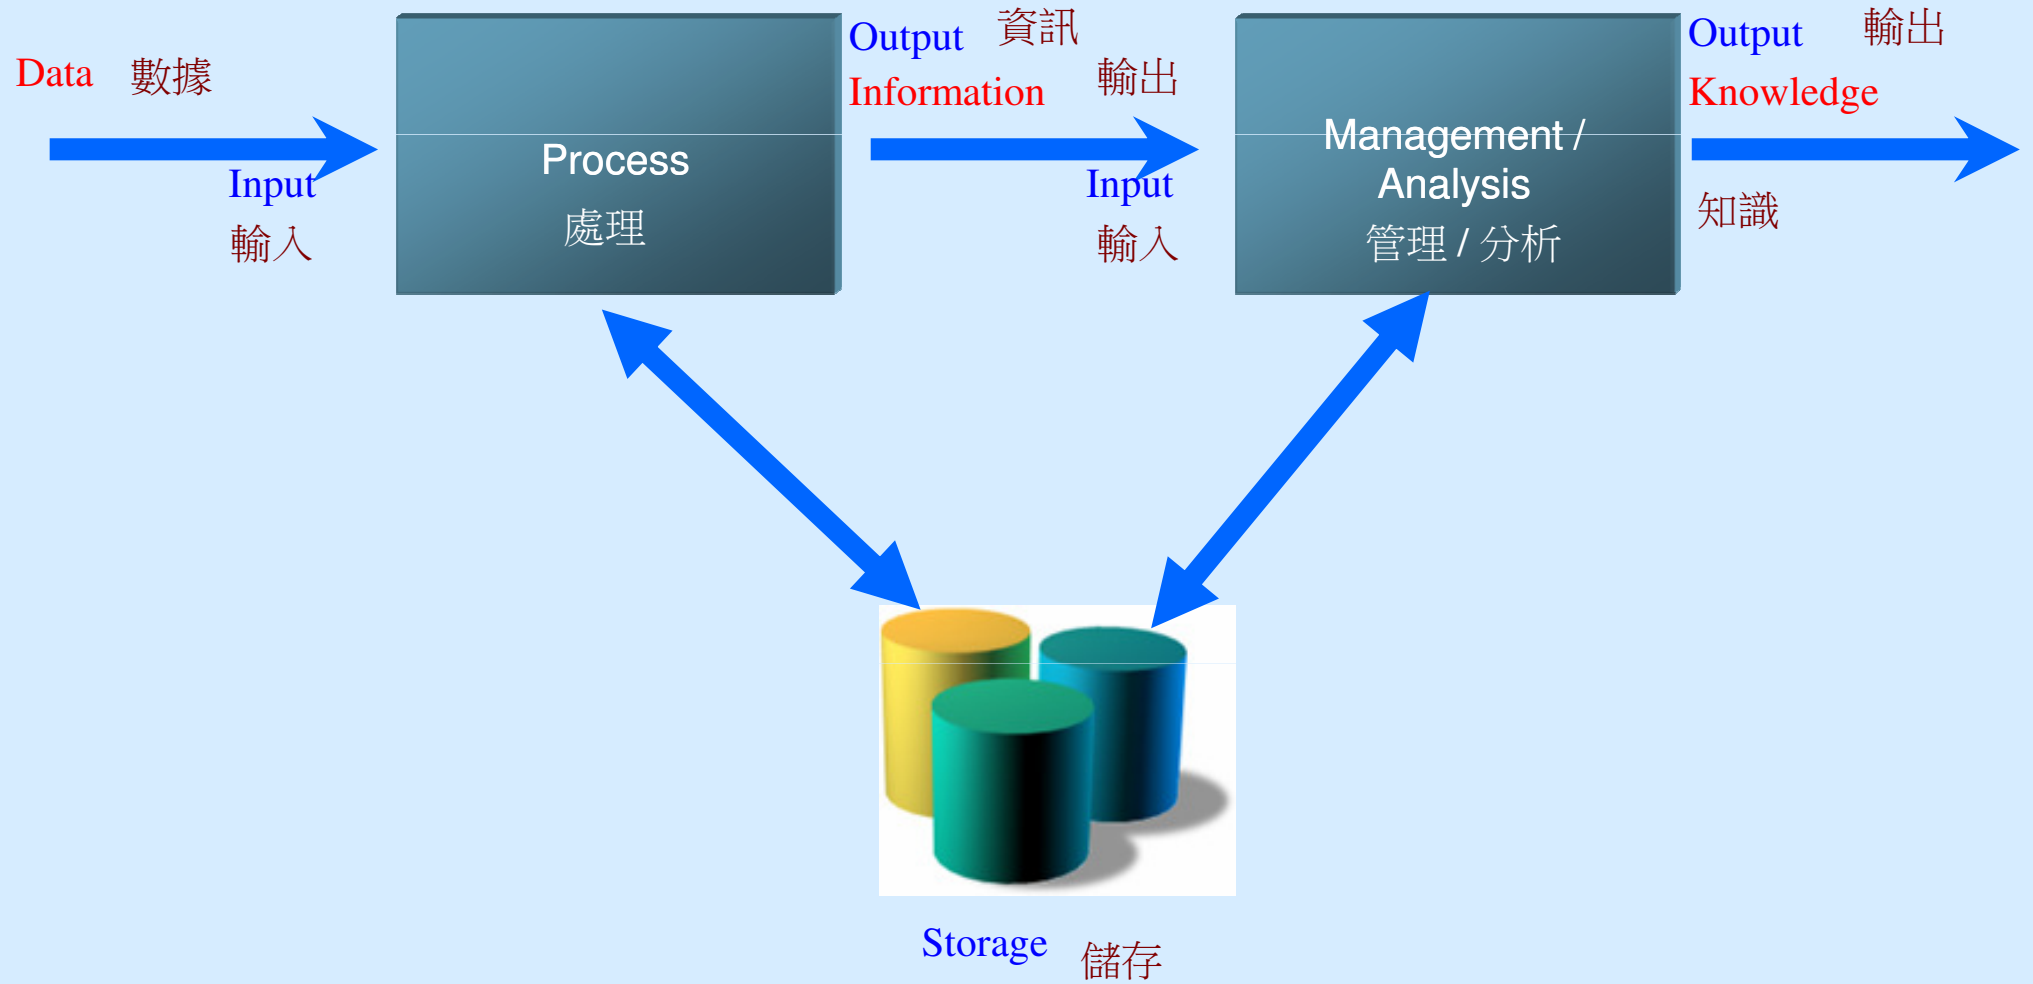 Data 數據
Input
輸入
Process
處理
Output 資訊
Information 輸出
Input
輸入
Management /
Analysis
管理 / 分析
Output 輸出
Knowledge
知識
Storage 儲存